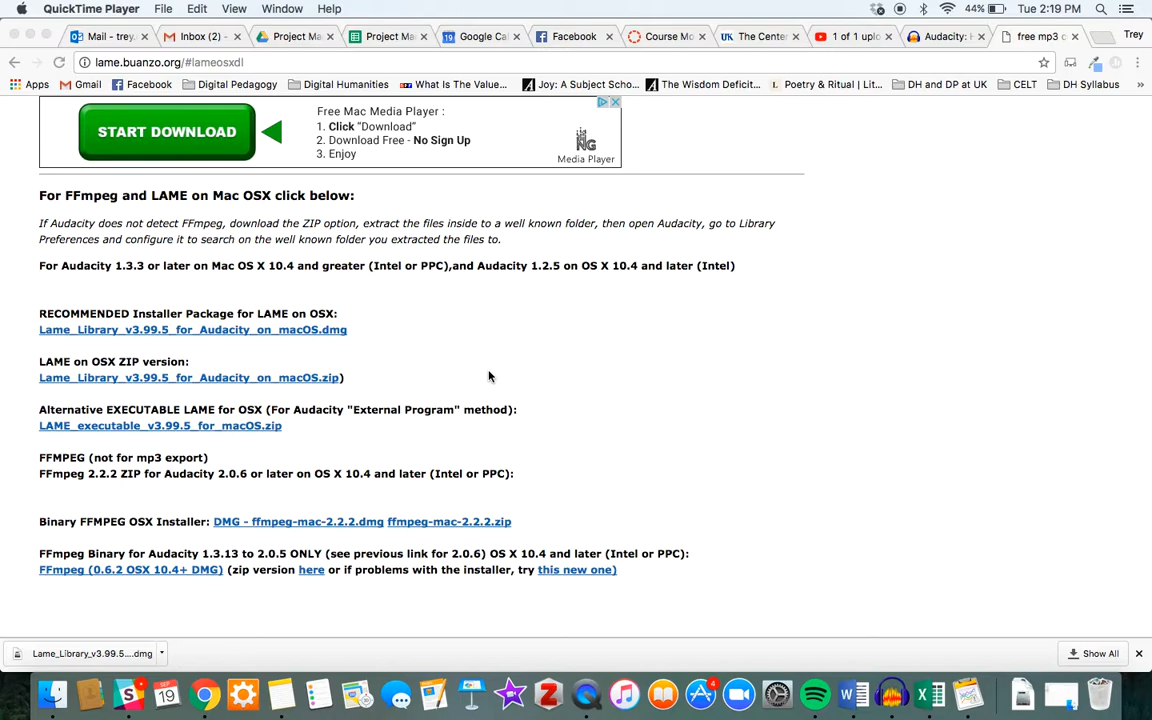 QuickTime Player File Edit View Window Help 44% Tue 2:19 PM
Mail - trey. Inbox (2) - Project Ma Project Ma Google Ca Facebook Course Mo The Center 1 of 1 uplo Audacity: H free mp3 c Trey
lame.buanzo.org/#lameosxdl
Apps Gmail Facebook Digital Pedagogy Digital Humanities What Is The Value... Joy: A Subject Scho... The Wisdom Deficit... Poetry & Ritual | Lit... DH and DP at UK CELT DH Syllabus »
START DOWNLOAD
Free Mac Media Player :
1. Click "Download"
2. Download Free - No Sign Up
3. Enjoy
Media Player
For FFmpeg and LAME on Mac OSX click below:
If Audacity does not detect FFmpeg, download the ZIP option, extract the files inside to a well known folder, then open Audacity, go to Library
Preferences and configure it to search on the well known folder you extracted the files to.
For Audacity 1.3.3 or later on Mac OS X 10.4 and greater (Intel or PPC),and Audacity 1.2.5 on OS X 10.4 and later (Intel)
RECOMMENDED Installer Package for LAME on OSX:
Lame_Library_v3.99.5_for_Audacity_on_macOS.dmg
LAME on OSX ZIP version:
Lame_Library_v3.99.5_for_Audacity_on_macOS.zip)
Alternative EXECUTABLE LAME for OSX (For Audacity "External Program" method):
LAME_executable_v3.99.5_for_macOS.zip
FFMPEG (not for mp3 export)
FFmpeg 2.2.2 ZIP for Audacity 2.0.6 or later on OS X 10.4 and later (Intel or PPC):
Binary FFMPEG OSX Installer: DMG - ffmpeg-mac-2.2.2.dmg ffmpeg-mac-2.2.2.zip
FFmpeg Binary for Audacity 1.3.13 to 2.0.5 ONLY (see previous link for 2.0.6) OS X 10.4 and later (Intel or PPC):
FFmpeg (0.6.2 OSX 10.4+ DMG) (zip version here or if problems with the installer, try this new one)
Lame_Library_v3.99.5....dmg Show All
SEP 19 4